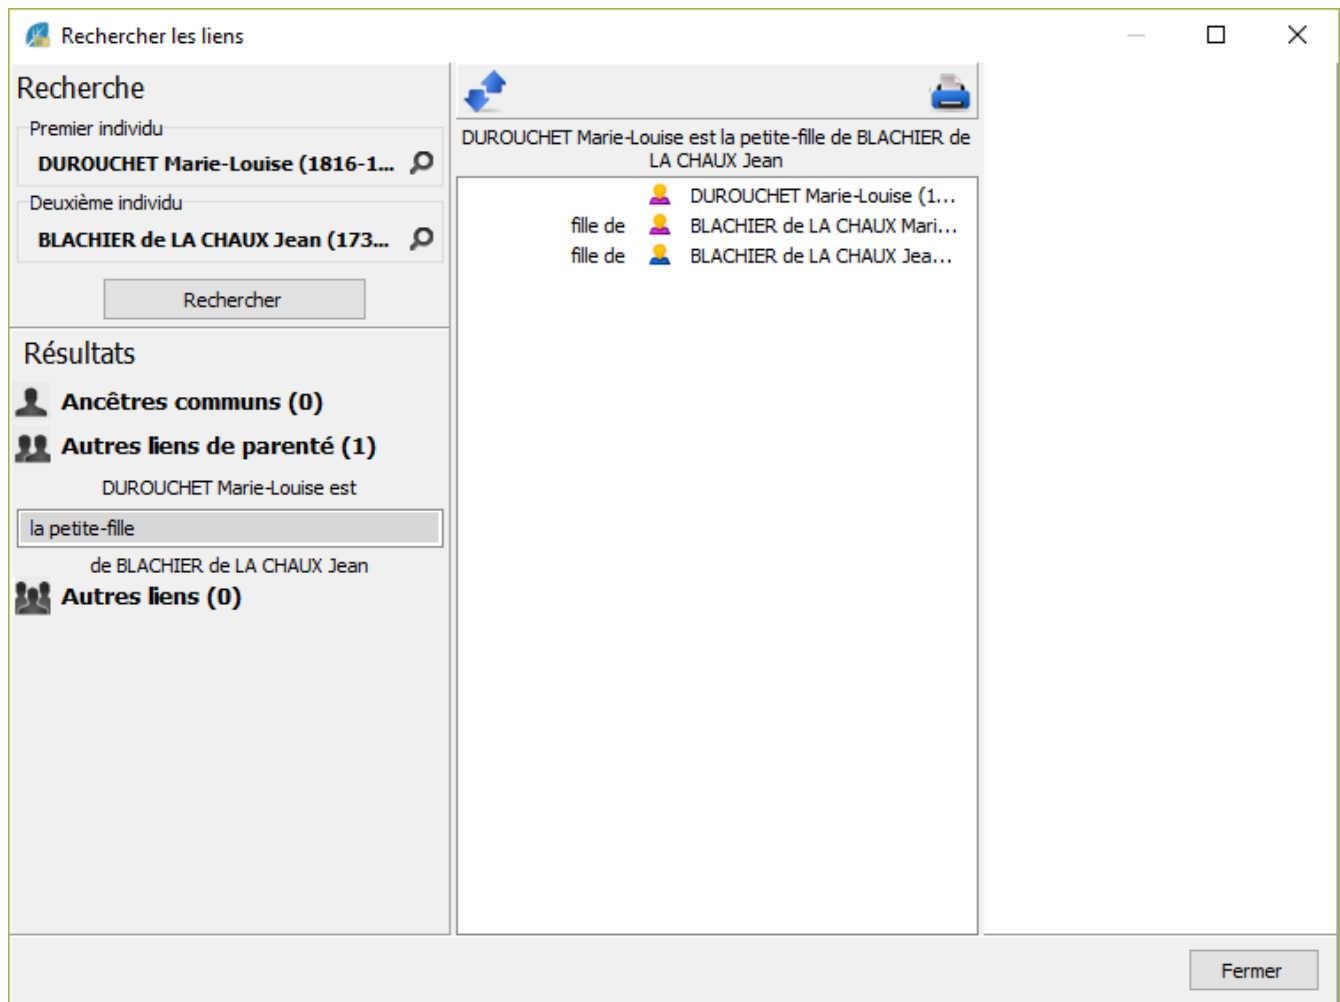 Rechercher les liens
Recherche
Premier individu
DUROUCHET Marie-Louise (1816-1...
Deuxième individu
BLACHIER de LA CHAUX Jean (173...
Rechercher
Résultats
Ancêtres communs (0)
Autres liens de parenté (1)
DUROUCHET Marie-Louise est
la petite-fille
de BLACHIER de LA CHAUX Jean
Autres liens (0)
DUROUCHET Marie-Louise est la petite-fille de BLACHIER de
LA CHAUX Jean
DUROUCHET Marie-Louise (1...
fille de BLACHIER de LA CHAUX Mari...
fille de BLACHIER de LA CHAUX Jea...
Fermer